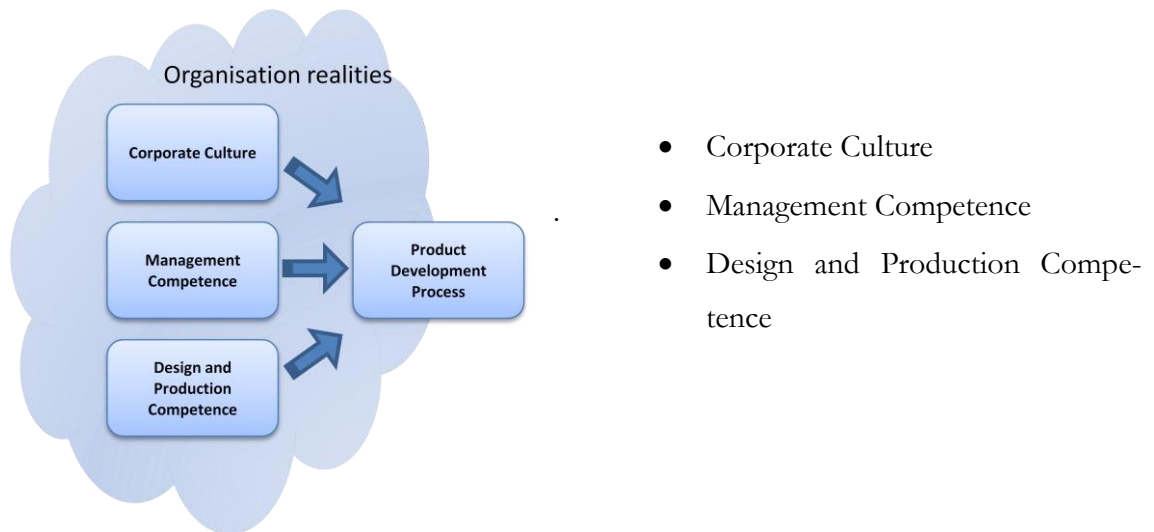 Organisation realities
Corporate Culture
Management
Competence
Design and
Production
Competence
Product
Development
Process
.
• Corporate Culture
• Management Competence
• Design and Production Compe-
tence